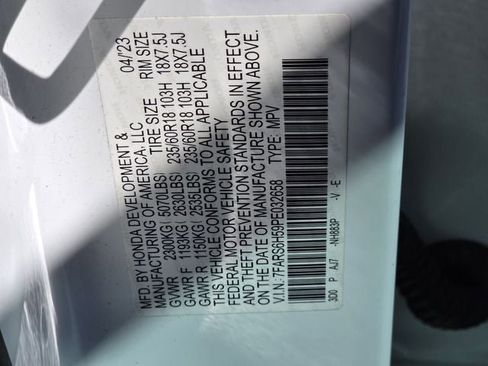 MFD. BY HONDA DEVELOPMENT & 04/23
MANUFACTURING OF AMERICA, LLC
TIRE SIZE RIM SIZE
GVWR 2300KG ( 5070LBS)
GAWR F 1193KG ( 2630LBS) 235/60R18 103H 18X7.5J
GAWR R 1150KG ( 2535LBS) 235/60R18 103H 18X7.5J
THIS VEHICLE CONFORMS TO ALL APPLICABLE
FEDERAL MOTOR VEHICLE SAFETY
AND THEFT PREVENTION STANDARDS IN EFFECT
ON THE DATE OF MANUFACTURE SHOWN ABOVE.
V.I.N.: 7FARS6H59PE032658 TYPE: MPV
3D0 P AJ7 -NH883P -V -E